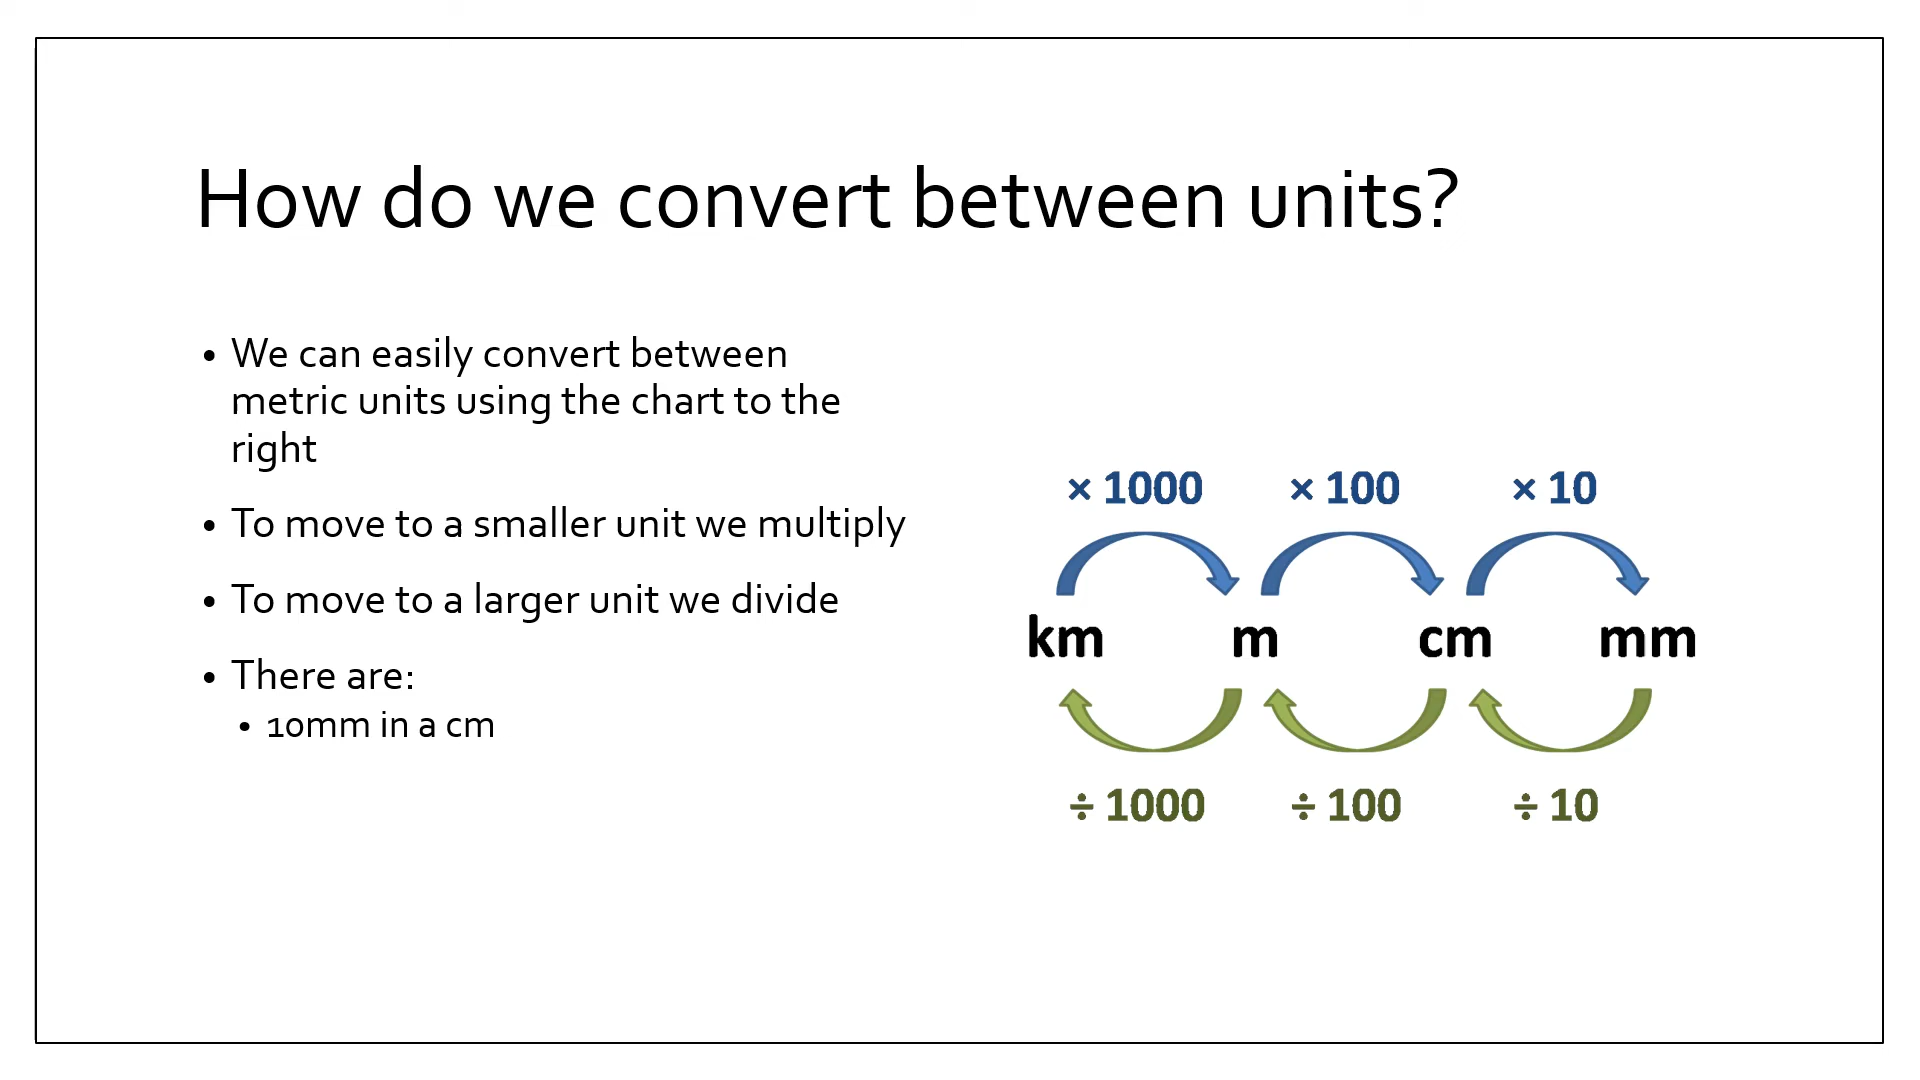 How do we convert between units?
• We can easily convert between
metric units using the chart to the
right
• To move to a smaller unit we multiply
• To move to a larger unit we divide
• There are:
• 10mm in a cm
× 1000 × 100 × 10
km m cm mm
÷ 1000 ÷ 100 ÷ 10